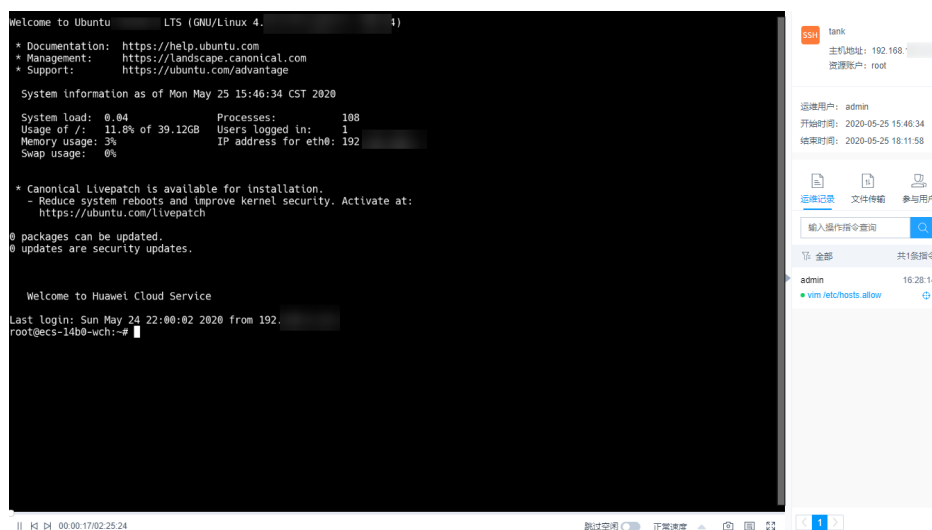 Welcome to Ubuntu LTS (GNU/Linux 4. 4)
* Documentation: https://help.ubuntu.com
* Management: https://landscape.canonical.com
* Support: https://ubuntu.com/advantage
System information as of Mon May 25 15:46:34 CST 2020
System load: 0.04 Processes: 108
Usage of /: 11.8% of 39.12GB Users logged in: 1
Memory usage: 3% IP address for eth0: 192
Swap usage: 0%
* Canonical Livepatch is available for installation.
- Reduce system reboots and improve kernel security. Activate at:
https://ubuntu.com/livepatch
0 packages can be updated.
0 updates are security updates.
Welcome to Huawei Cloud Service
Last login: Sun May 24 22:00:02 2020 from 192.
root@ecs-14b0-wch:~#
00:00:17/02:25:24
跳过空闲
正常速度
SSH
tank
主机地址: 192.168.
资源账户: root
运维用户: admin
开始时间: 2020-05-25 15:46:34
结束时间: 2020-05-25 18:11:58
运维记录 文件传输 参与用户
输入操作指令查询
全部 共1条指令
admin 16:28:1
vim /etc/hosts.allow
1